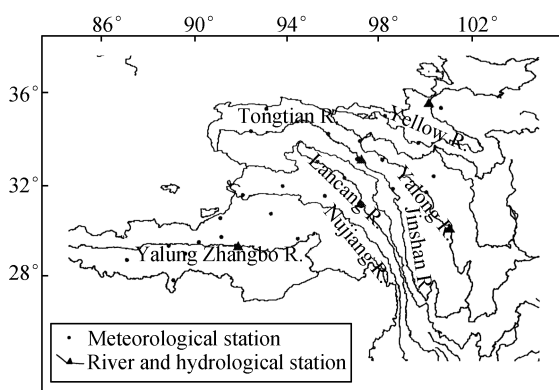 86° 90° 94° 98° 102°
36°
Tongtian R.
Yellow R.
32°
Lancang R.
Yalong R.
Nujiang R.
Jinshan R.
Yalung Zhangbo R.
28°
Meteorological station
River and hydrological station